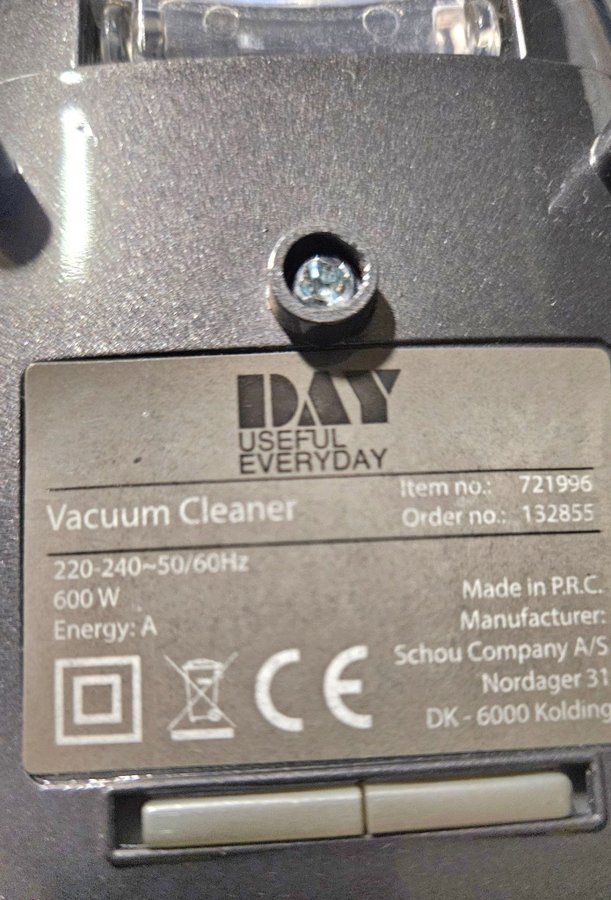 DAY
USEFUL
EVERYDAY
Vacuum Cleaner
Item no.: 721996
Order no.: 132855
220-240~50/60Hz
600 W
Energy: A
Made in P.R.C.
Manufacturer:
Schou Company A/S
Nordager 31
DK - 6000 Kolding
CE